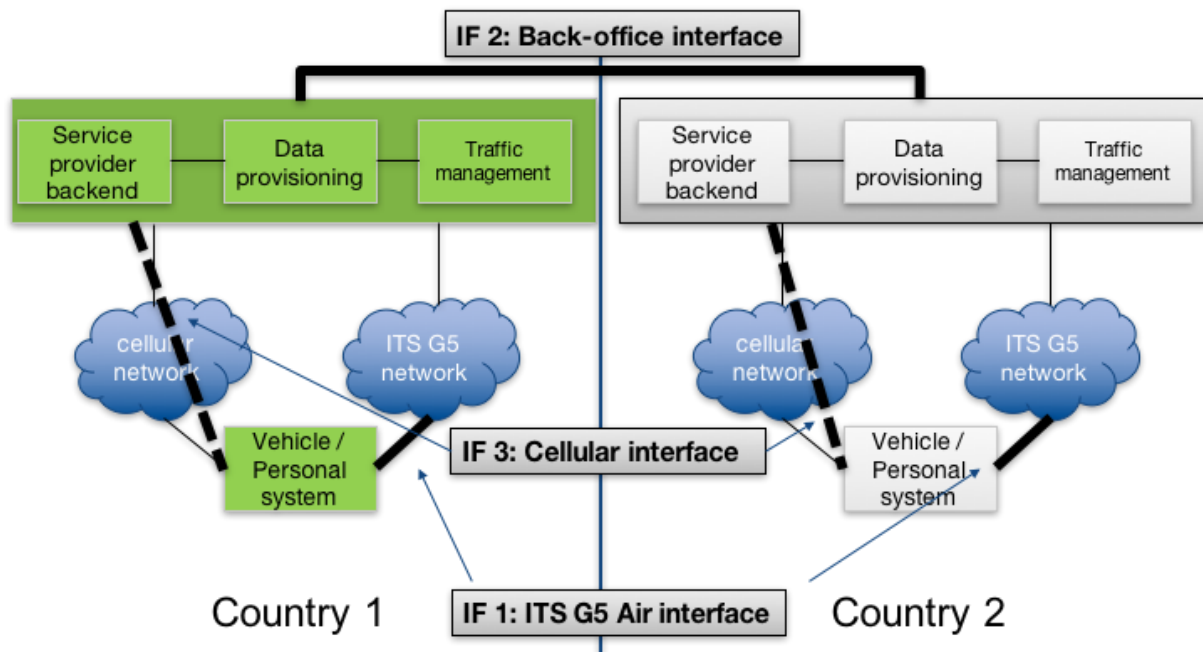 IF 2: Back-office interface
Service
provider
backend
Data
provisioning
Traffic
management
Service
provider
backend
Data
provisioning
Traffic
management
cellular
network
ITS G5
network
cellular
network
ITS G5
network
Vehicle /
Personal
system
IF 3: Cellular interface
Vehicle /
Personal
system
Country 1
IF 1: ITS G5 Air interface
Country 2